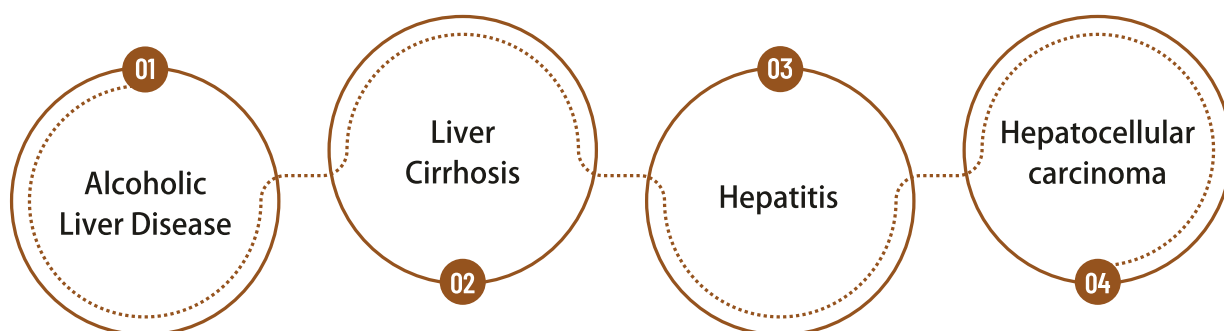 01
Alcoholic
Liver Disease
02
Liver
Cirrhosis
03
Hepatitis
04
Hepatocellular
carcinoma